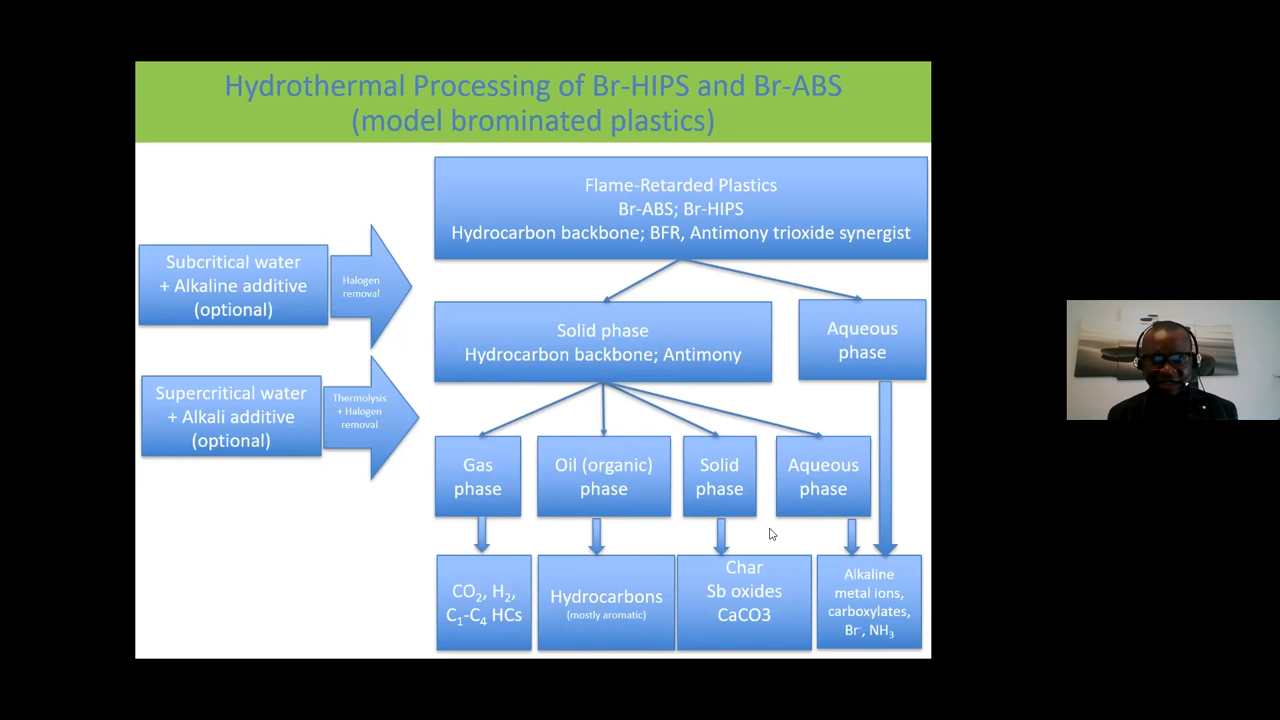 Hydrothermal Processing of Br-HIPS and Br-ABS
(model brominated plastics)
Flame-Retarded Plastics
Br-ABS; Br-HIPS
Hydrocarbon backbone; BFR, Antimony trioxide synergist
Subcritical water
+ Alkaline additive
(optional)
Halogen
removal
Solid phase
Hydrocarbon backbone; Antimony
Aqueous
phase
Supercritical water
+ Alkali additive
(optional)
Thermolysis
+ Halogen
removal
Gas
phase
Oil (organic)
phase
Solid
phase
Aqueous
phase
CO₂, H₂,
C₁-C₄ HCs
Hydrocarbons
(mostly aromatic)
Char
Sb oxides
CaCO3
Alkaline
metal ions,
carboxylates,
Br⁻, NH₃